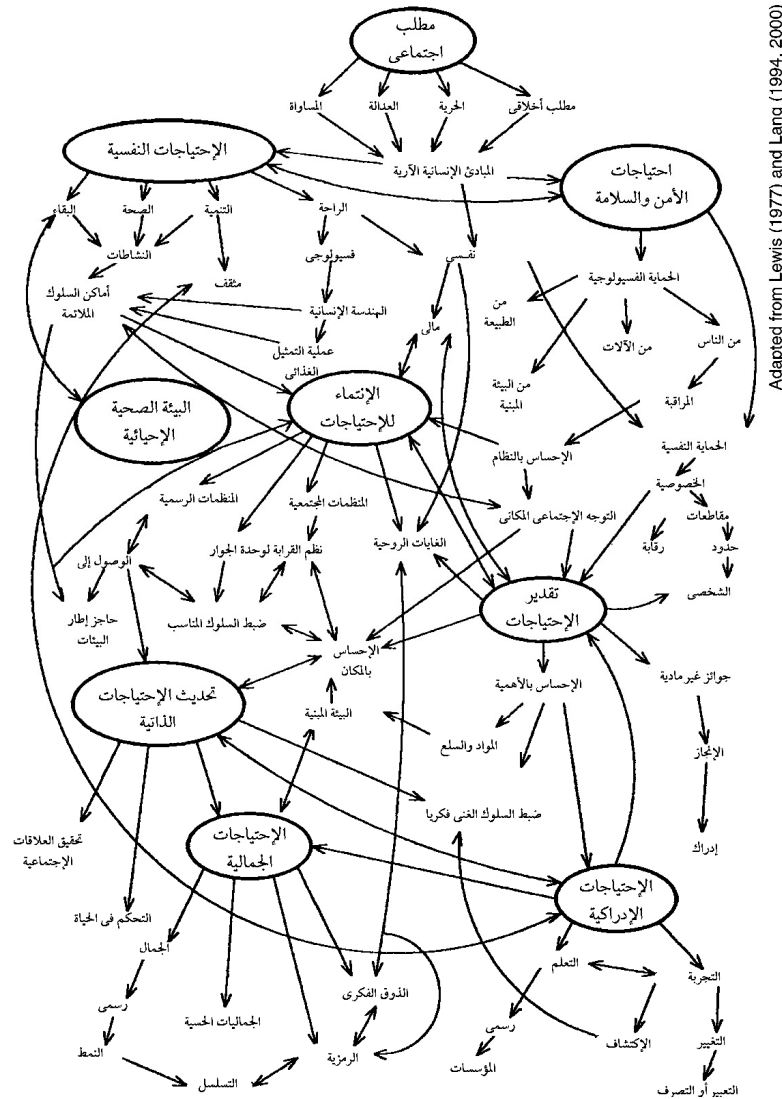 مطلب
اجتماعى
مطلب أخلاقى
الحرية
العدالة
المساواة
الإحتياجات النفسية
المبادئ الإنسانية الآرية
احتياجات
الأمن والسلامة
البقاء
الصحة
التنمية
الراحة
النشاطات
مثقف
فسيولوجى
نفسى
الحماية الفسيولوجية
أماكن السلوك
الملائمة
الهندسة الإنسانية
مالى
من
الطبيعة
من الآلات
من الناس
عملية التمثيل
الغذائى
من البيئة
المبنية
المراقبة
البيئة الصحية
الإحيائية
الإنتماء
للإحتياجات
الإحساس بالنظام
الحماية النفسية
الخصوصية
المنظمات الرسمية
المنظمات المجتمعية
التوجه الإجتماعى المكانى
مقاطعات
رقابة
حدود
الشخصى
الوصول إلى
نظم القرابة لوحدة الجوار
الغايات الروحية
تقدير
الإحتياجات
حاجز إطار
البيئات
ضبط السلوك المناسب
الإحساس
بالمكان
جوائز غير مادية
تحديث الإحتياجات
الذاتية
البيئة المبنية
الإحساس بالأهمية
المواد والسلع
الإنجاز
ضبط السلوك الغنى فكريا
إدراك
تحقيق العلاقات
الإجتماعية
الإحتياجات
الجمالية
الإحتياجات
الإدراكية
التحكم فى الحياة
الجمال
التعلم
التجربة
رسمى
الجماليات الحسية
الذوق الفكرى
رسمى
الإكتشاف
التغيير
النمط
التسلسل
الرمزية
المؤسسات
التعبير أو التصرف
Adapted from Lewis (1977) and Lang (1994, 2000)